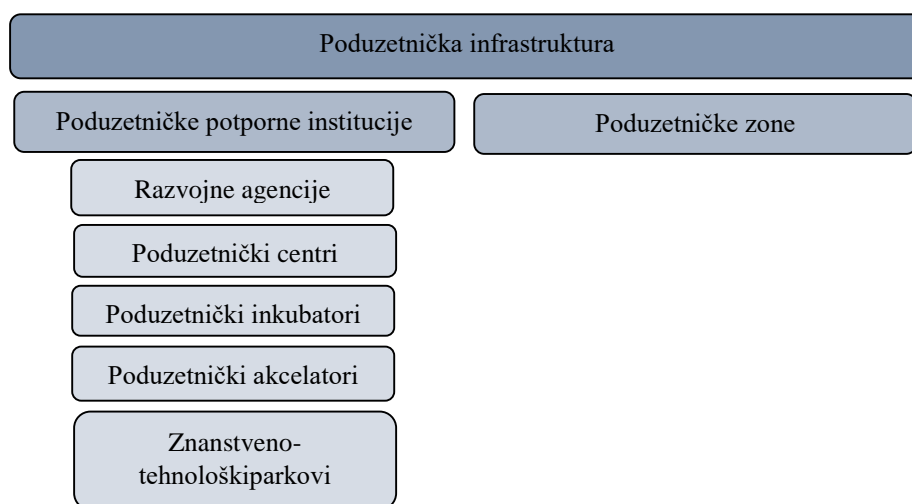 Poduzetnička infrastruktura
Poduzetničke potporne institucije
Poduzetničke zone
Razvojne agencije
Poduzetnički centri
Poduzetnički inkubatori
Poduzetnički akcelatori
Znanstveno-
tehnološkiparkovi